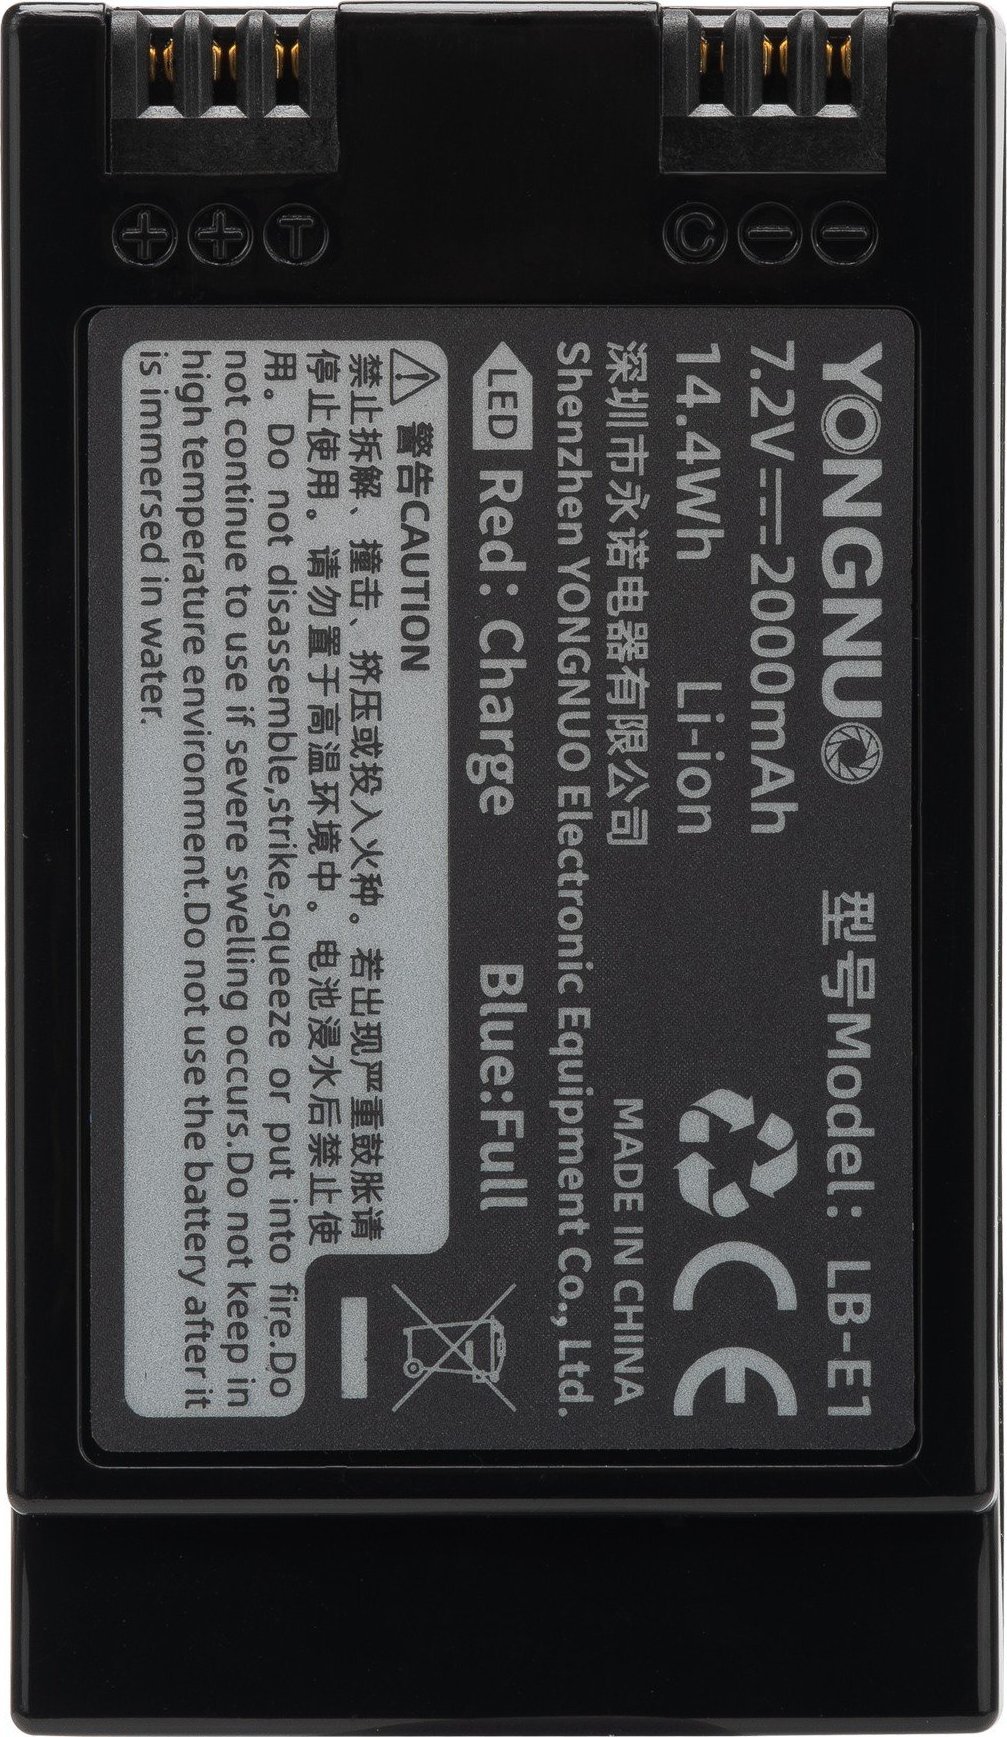 YONGNUO 型号Model: LB-E1
7.2V⎓2000mAh
14.4Wh Li-ion
深圳市永诺电器有限公司 MADE IN CHINA
Shenzhen YONGNUO Electronic Equipment Co., Ltd.
LED Red: Charge Blue:Full
警告CAUTION
禁止拆解、撞击、挤压或投入火种。若出现严重鼓胀请
停止使用。请勿置于高温环境中。电池浸水后禁止使
用。Do not disassemble,strike,squeeze or put into fire.Do
not continue to use if severe swelling occurs.Do not keep in
high temperature environment.Do not use the battery after it
is immersed in water.
CE
+ + T
C - -